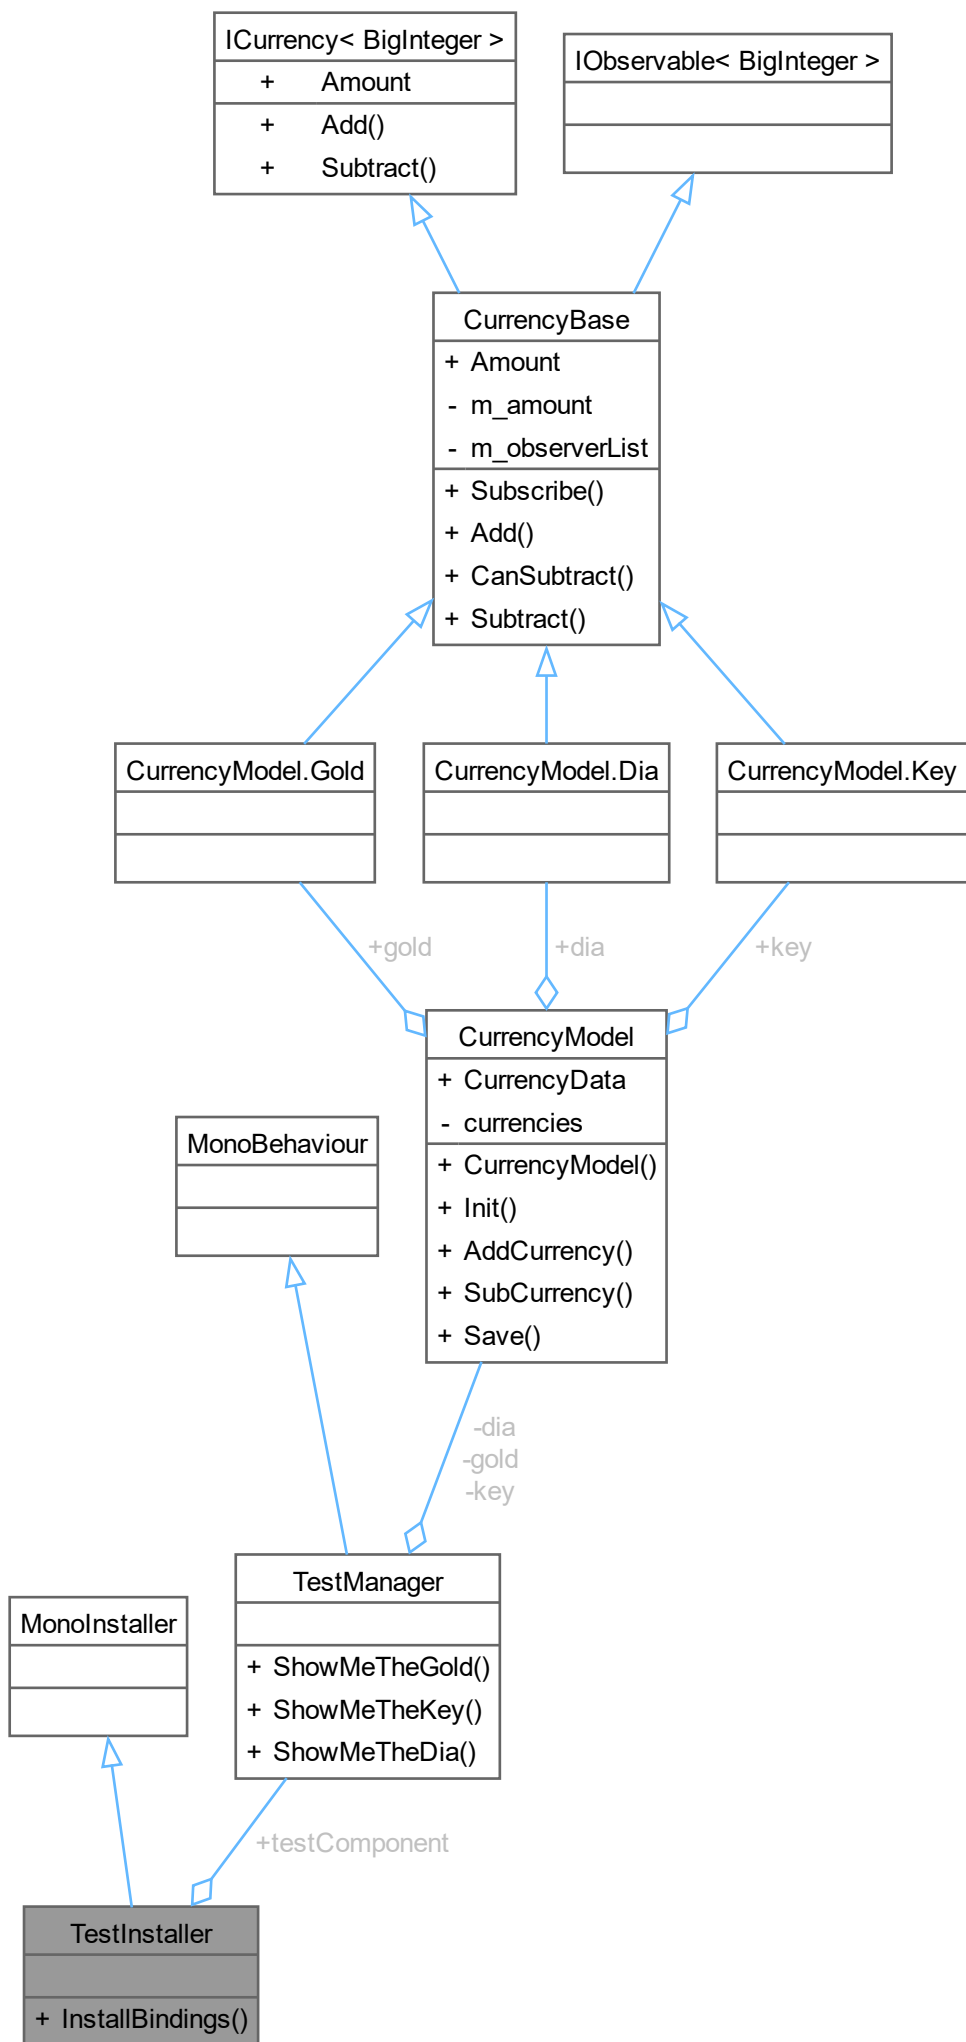 ICurrency< BigInteger >
+ Amount
+ Add()
+ Subtract()
IObservable< BigInteger >
CurrencyBase
+ Amount
- m_amount
- m_observerList
+ Subscribe()
+ Add()
+ CanSubtract()
+ Subtract()
CurrencyModel.Gold
CurrencyModel.Dia
CurrencyModel.Key
+gold
+dia
+key
CurrencyModel
+ CurrencyData
- currencies
+ CurrencyModel()
+ Init()
+ AddCurrency()
+ SubCurrency()
+ Save()
MonoBehaviour
-dia
-gold
-key
TestManager
+ ShowMeTheGold()
+ ShowMeTheKey()
+ ShowMeTheDia()
MonoInstaller
+testComponent
TestInstaller
+ InstallBindings()